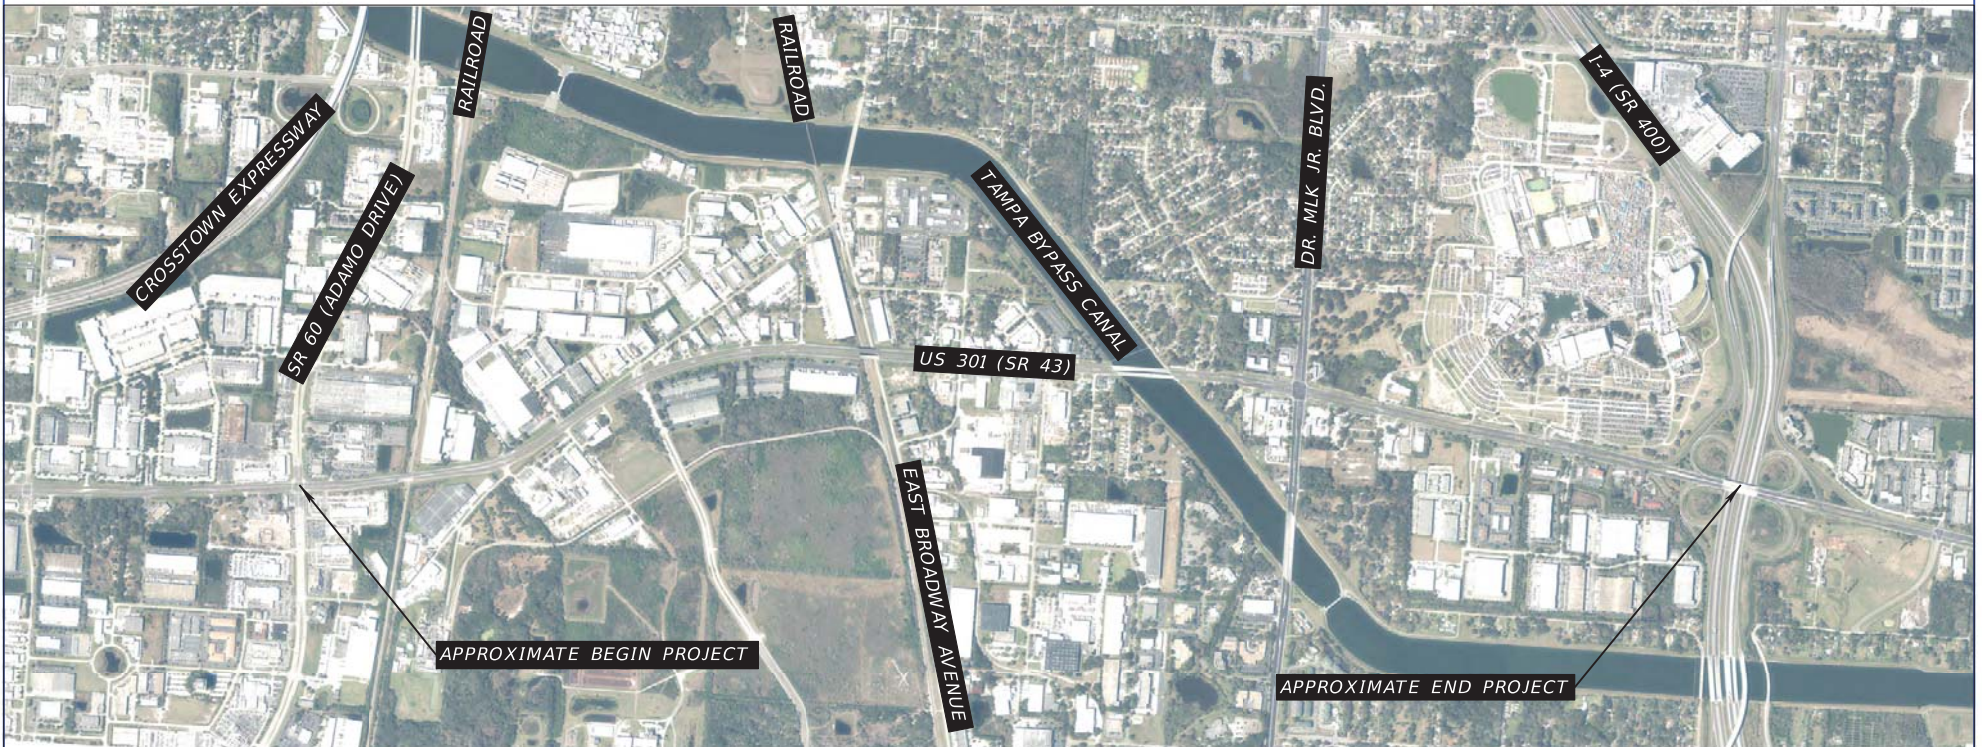 RAILROAD
RAILROAD
I-4 (SR 400)
CROSSTOWN EXPRESSWAY
SR 60 (ADAMO DRIVE)
DR. MLK JR. BLVD.
TAMPA BYPASS CANAL
US 301 (SR 43)
EAST BROADWAY AVENUE
APPROXIMATE BEGIN PROJECT
APPROXIMATE END PROJECT